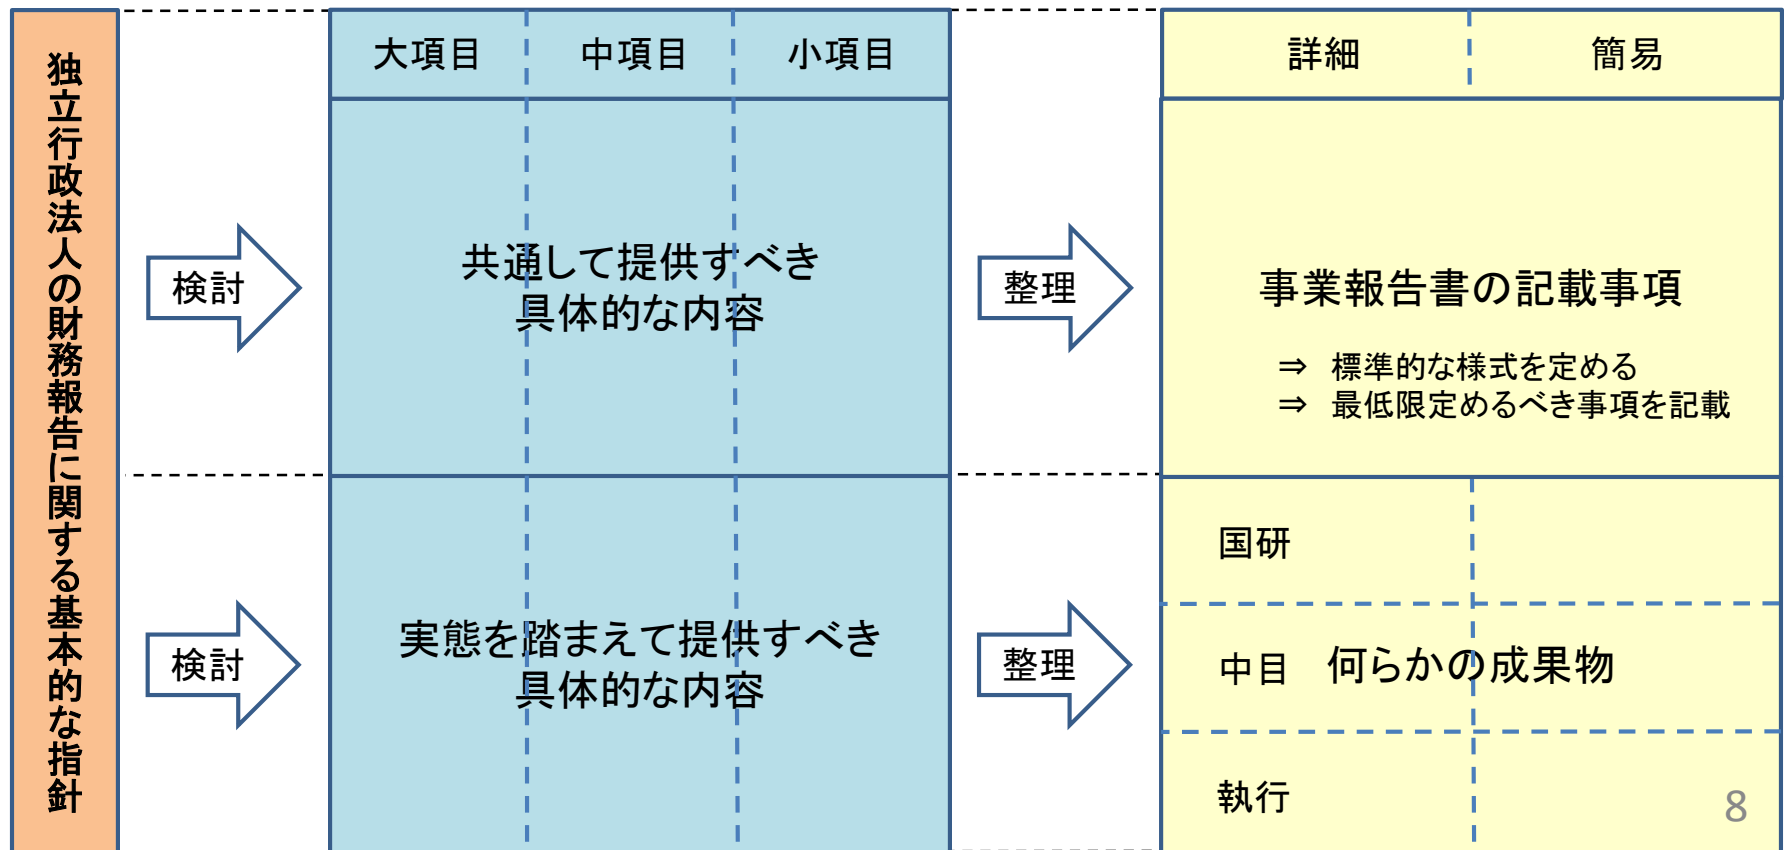 独立行政法人の財務報告に関する基本的な指針
大項目
中項目
小項目
詳細
簡易
検討
共通して提供すべき
具体的な内容
整理
事業報告書の記載事項
⇒ 標準的な様式を定める
⇒ 最低限定めるべき事項を記載
検討
実態を踏まえて提供すべき
具体的な内容
整理
国研
中目
何らかの成果物
執行
8